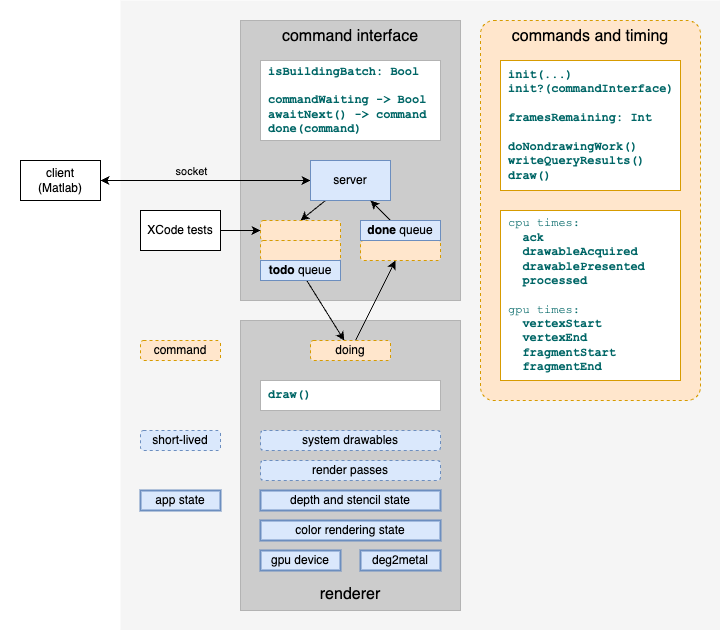 command interface
isBuildingBatch: Bool
commandWaiting -> Bool
awaitNext() -> command
done(command)
commands and timing
init(...)
init?(commandInterface)
framesRemaining: Int
doNondrawingWork()
writeQueryResults()
draw()
cpu times:
ack
drawableAcquired
drawablePresented
processed
gpu times:
vertexStart
vertexEnd
fragmentStart
fragmentEnd
client
(Matlab)
socket
server
XCode tests
done queue
todo queue
command
doing
draw()
short-lived
system drawables
render passes
app state
depth and stencil state
color rendering state
gpu device
deg2metal
renderer